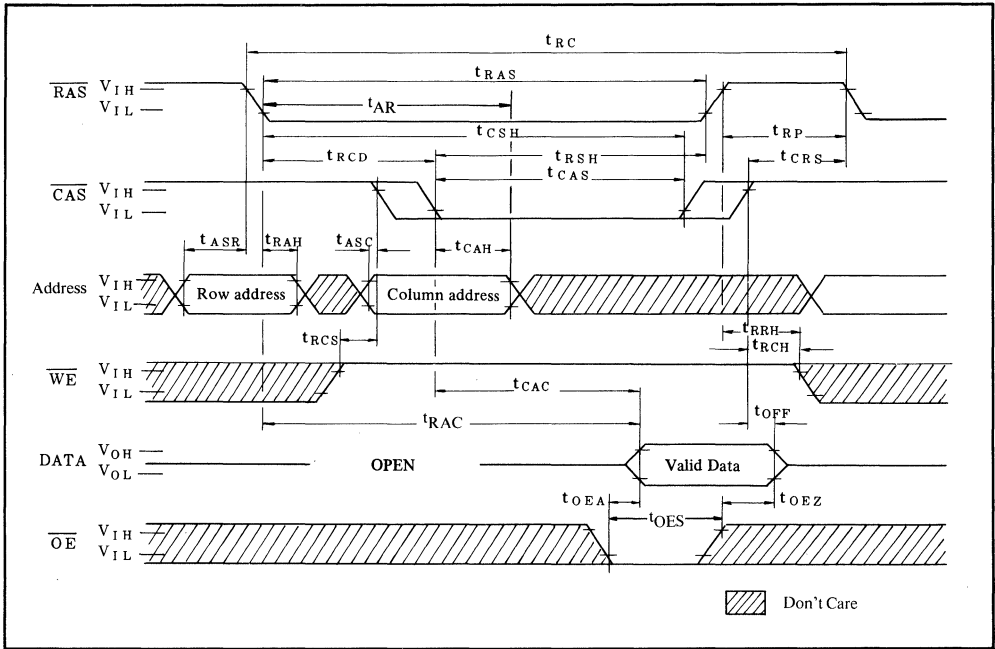 tRC
tRAS
RAS VIH
VIL
tAR
tCSH
tRP
tRCD
tRSH
tCRS
tCAS
CAS VIH
VIL
tASR
tRAH
tASC
tCAH
Address VIH
VIL
Row address
Column address
tRRH
tRCS
tRCH
WE VIH
VIL
tCAC
tOFF
tRAC
DATA VOH
VOL
OPEN
Valid Data
tOEA
tOES
tOEZ
OE VIH
VIL
Don't Care